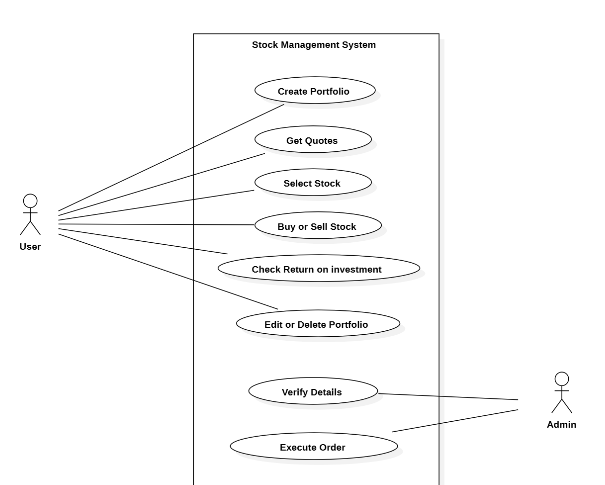 Stock Management System
Create Portfolio
Get Quotes
Select Stock
Buy or Sell Stock
User
Check Return on investment
Edit or Delete Portfolio
Verify Details
Admin
Execute Order